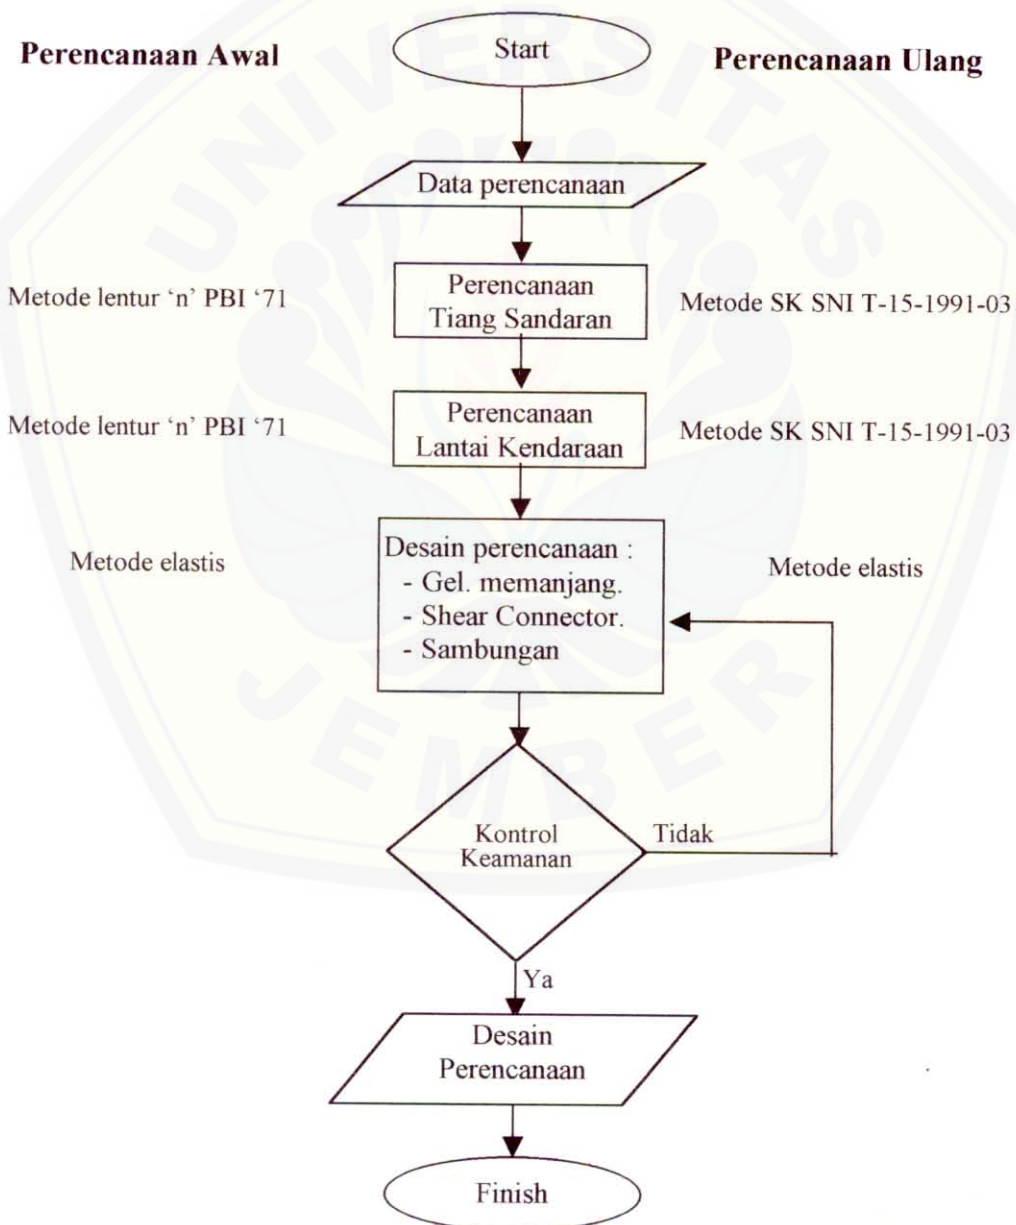 Perencanaan Awal
Start
Perencanaan Ulang
Data perencanaan
Metode lentur ‘n’ PBI ‘71
Perencanaan
Tiang Sandaran
Metode SK SNI T-15-1991-03
Metode lentur ‘n’ PBI ‘71
Perencanaan
Lantai Kendaraan
Metode SK SNI T-15-1991-03
Metode elastis
Desain perencanaan :
- Gel. memanjang.
- Shear Connector.
- Sambungan
Metode elastis
Kontrol
Keamanan
Tidak
Ya
Desain
Perencanaan
Finish
UNIVERSITAS
JEMBER